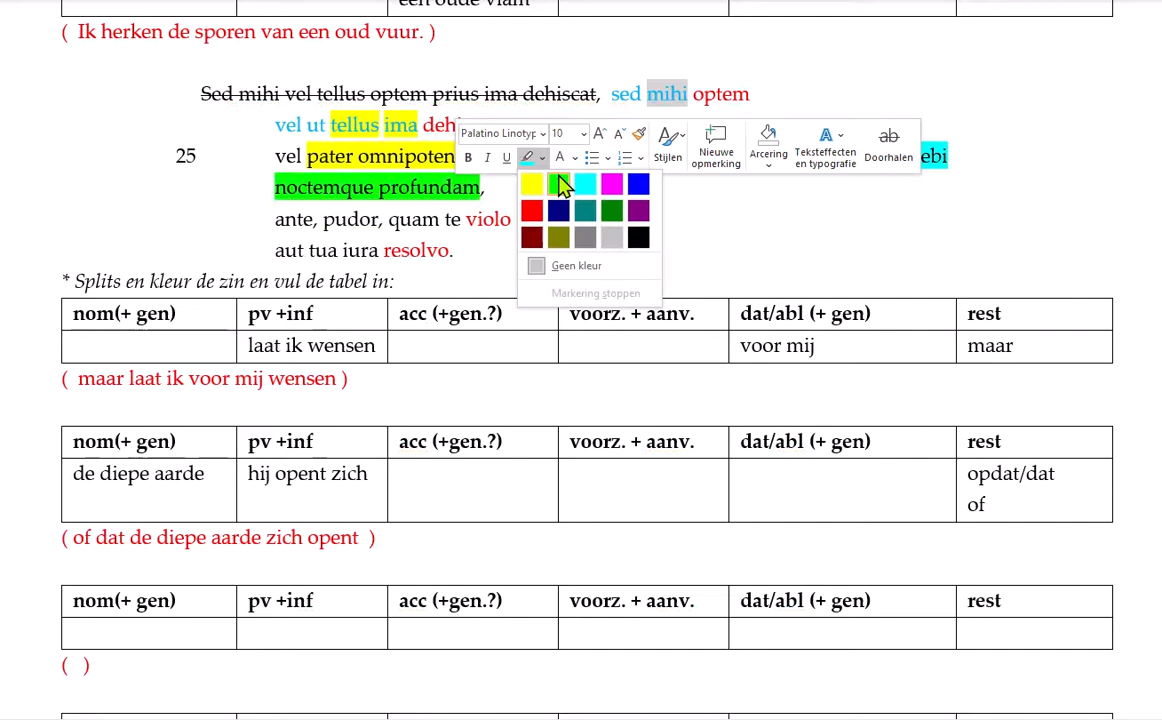 een oude vlam
( Ik herken de sporen van een oud vuur. )
Sed mihi vel tellus optem prius ima dehiscat, sed mihi optem
vel ut tellus ima
25 vel pater omnipoten ebi
noctemque profundam,
ante, pudor, quam te violo
aut tua iura resolvo.
Palatino Linotyp 10
B I U A
Stijlen
Nieuwe opmerking
Arcering
Teksteffecten en typografie
ab
Doorhalen
Geen kleur
Markering stoppen
* Splits en kleur de zin en vul de tabel in:
nom(+ gen) pv +inf acc (+gen.?) voorz. + aanv. dat/abl (+ gen) rest
laat ik wensen voor mij maar
( maar laat ik voor mij wensen )
nom(+ gen) pv +inf acc (+gen.?) voorz. + aanv. dat/abl (+ gen) rest
de diepe aarde hij opent zich opdat/dat
of
( of dat de diepe aarde zich opent )
nom(+ gen) pv +inf acc (+gen.?) voorz. + aanv. dat/abl (+ gen) rest
( )